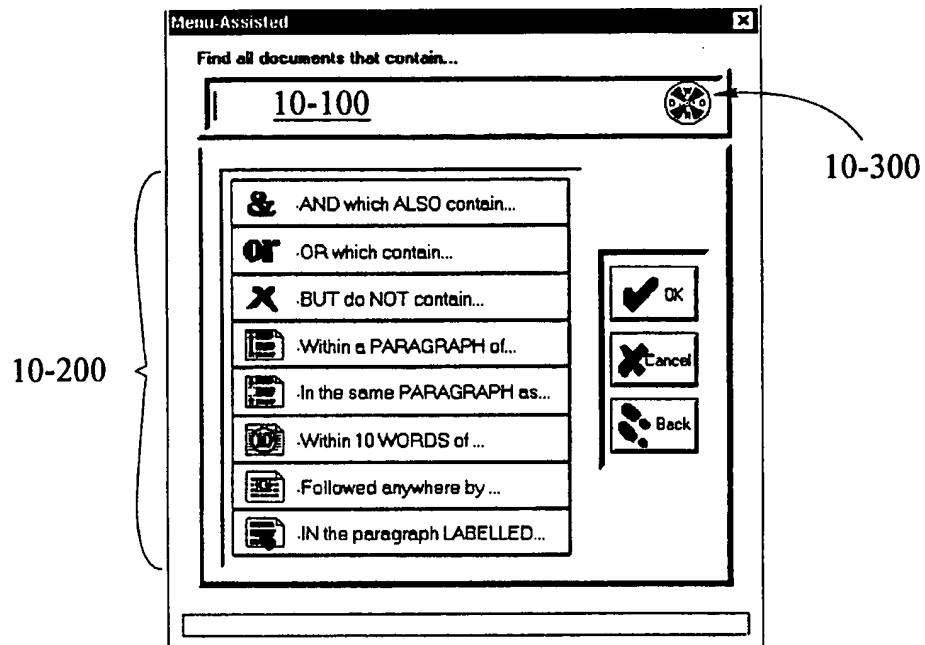 Menu-Assisted
Find all documents that contain...
10-100
10-300
10-200
& .AND which ALSO contain...
or .OR which contain...
.BUT do NOT contain...
.Within a PARAGRAPH of...
.In the same PARAGRAPH as...
10 .Within 10 WORDS of ...
.Followed anywhere by ...
.IN the paragraph LABELLED...
OK
Cancel
Back